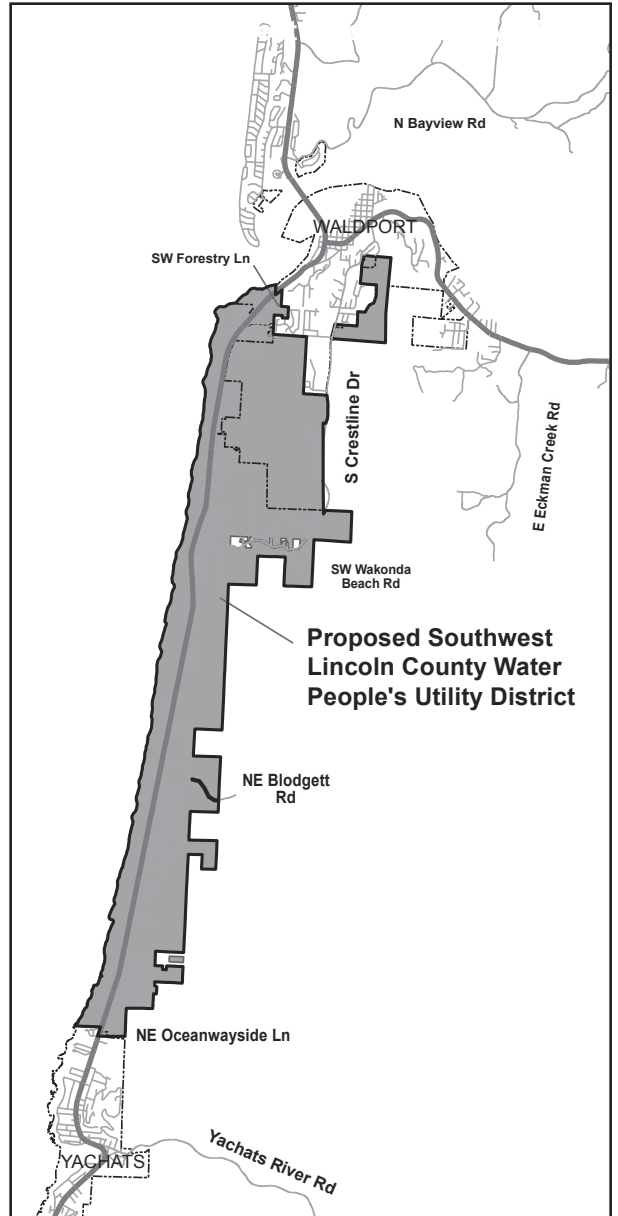 N Bayview Rd
WALDPORT
SW Forestry Ln
S Crestline Dr
E Eckman Creek Rd
SW Wakonda
Beach Rd
Proposed Southwest
Lincoln County Water
People's Utility District
NE Blodgett
Rd
NE Oceanwayside Ln
Yachats River Rd
YACHATS